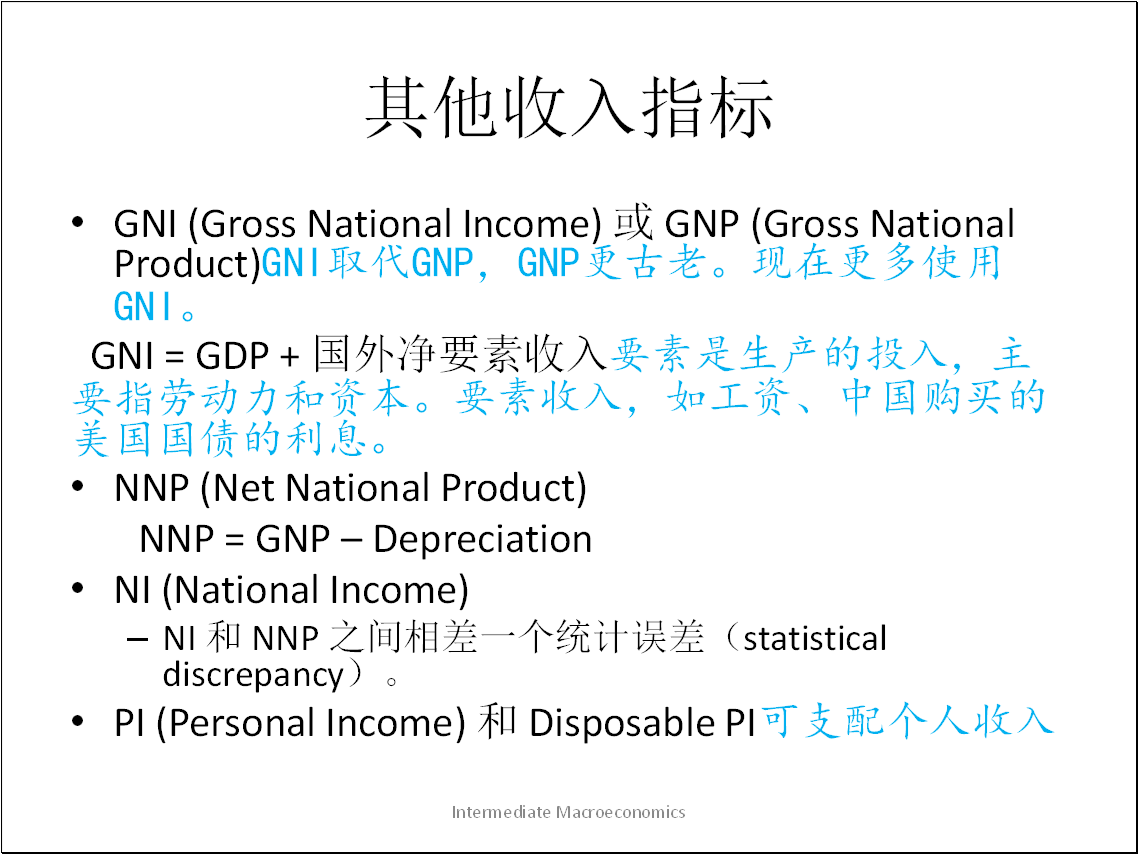 其他收入指标
• GNI (Gross National Income) 或 GNP (Gross National
Product)GNI取代GNP，GNP更古老。现在更多使用
GNI。
GNI = GDP + 国外净要素收入要素是生产的投入，主
要指劳动力和资本。要素收入，如工资、中国购买的
美国国债的利息。
• NNP (Net National Product)
NNP = GNP – Depreciation
• NI (National Income)
– NI 和 NNP 之间相差一个统计误差（statistical
discrepancy）。
• PI (Personal Income) 和 Disposable PI可支配个人收入
Intermediate Macroeconomics